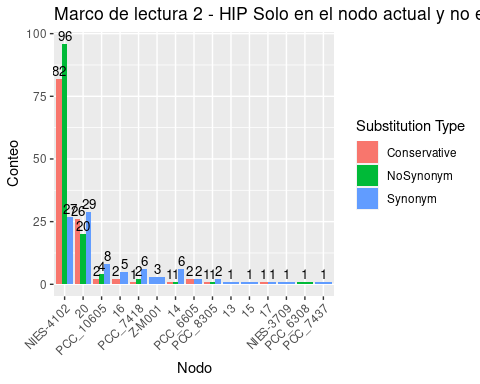 Marco de lectura 2 - HIP Solo en el nodo actual y no e
Conteo
100
75
50
25
0
82
96
27
26
20
29
2
4
8
2
5
1
2
6
3
1
1
6
2
2
1
1
2
1
1
1
1
1
1
1
NIES-4102
20
PCC_10605
16
PCC_7418
Z-M001
14
PCC_6605
PCC_8305
13
15
17
NIES-3709
PCC_6308
PCC_7437
Nodo
Substitution Type
Conservative
NoSynonym
Synonym